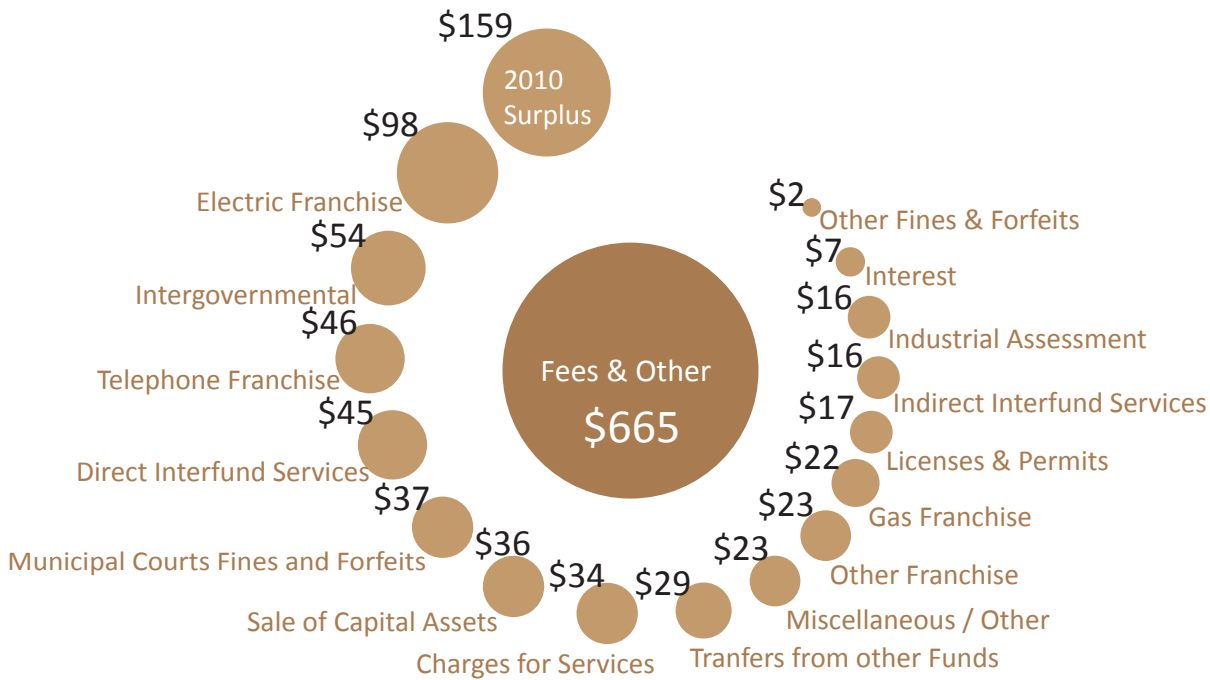 $159
2010
Surplus
$98
Electric Franchise
$54
Intergovernmental
$46
Telephone Franchise
$45
Direct Interfund Services
$37
Municipal Courts Fines and Forfeits
$36
Sale of Capital Assets
$34
Charges for Services
$29
Tranfers from other Funds
$23
Miscellaneous / Other
$23
Other Franchise
$22
Gas Franchise
$17
Licenses & Permits
$16
Indirect Interfund Services
$16
Industrial Assessment
$7
Interest
$2
Other Fines & Forfeits
Fees & Other
$665